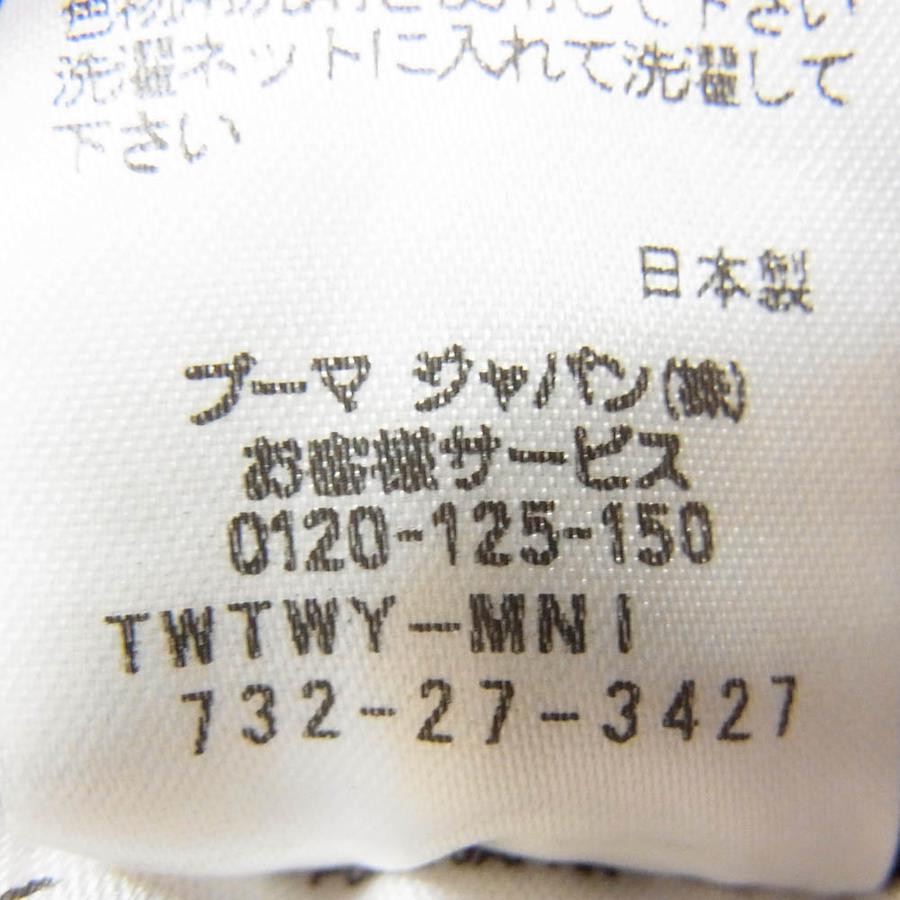 洗濯ネットに入れて洗濯して
下さい
日本製
プーマ ジャパン(株)
お客様サービス
0120-125-150
TWTWY-MNI
732-27-3427